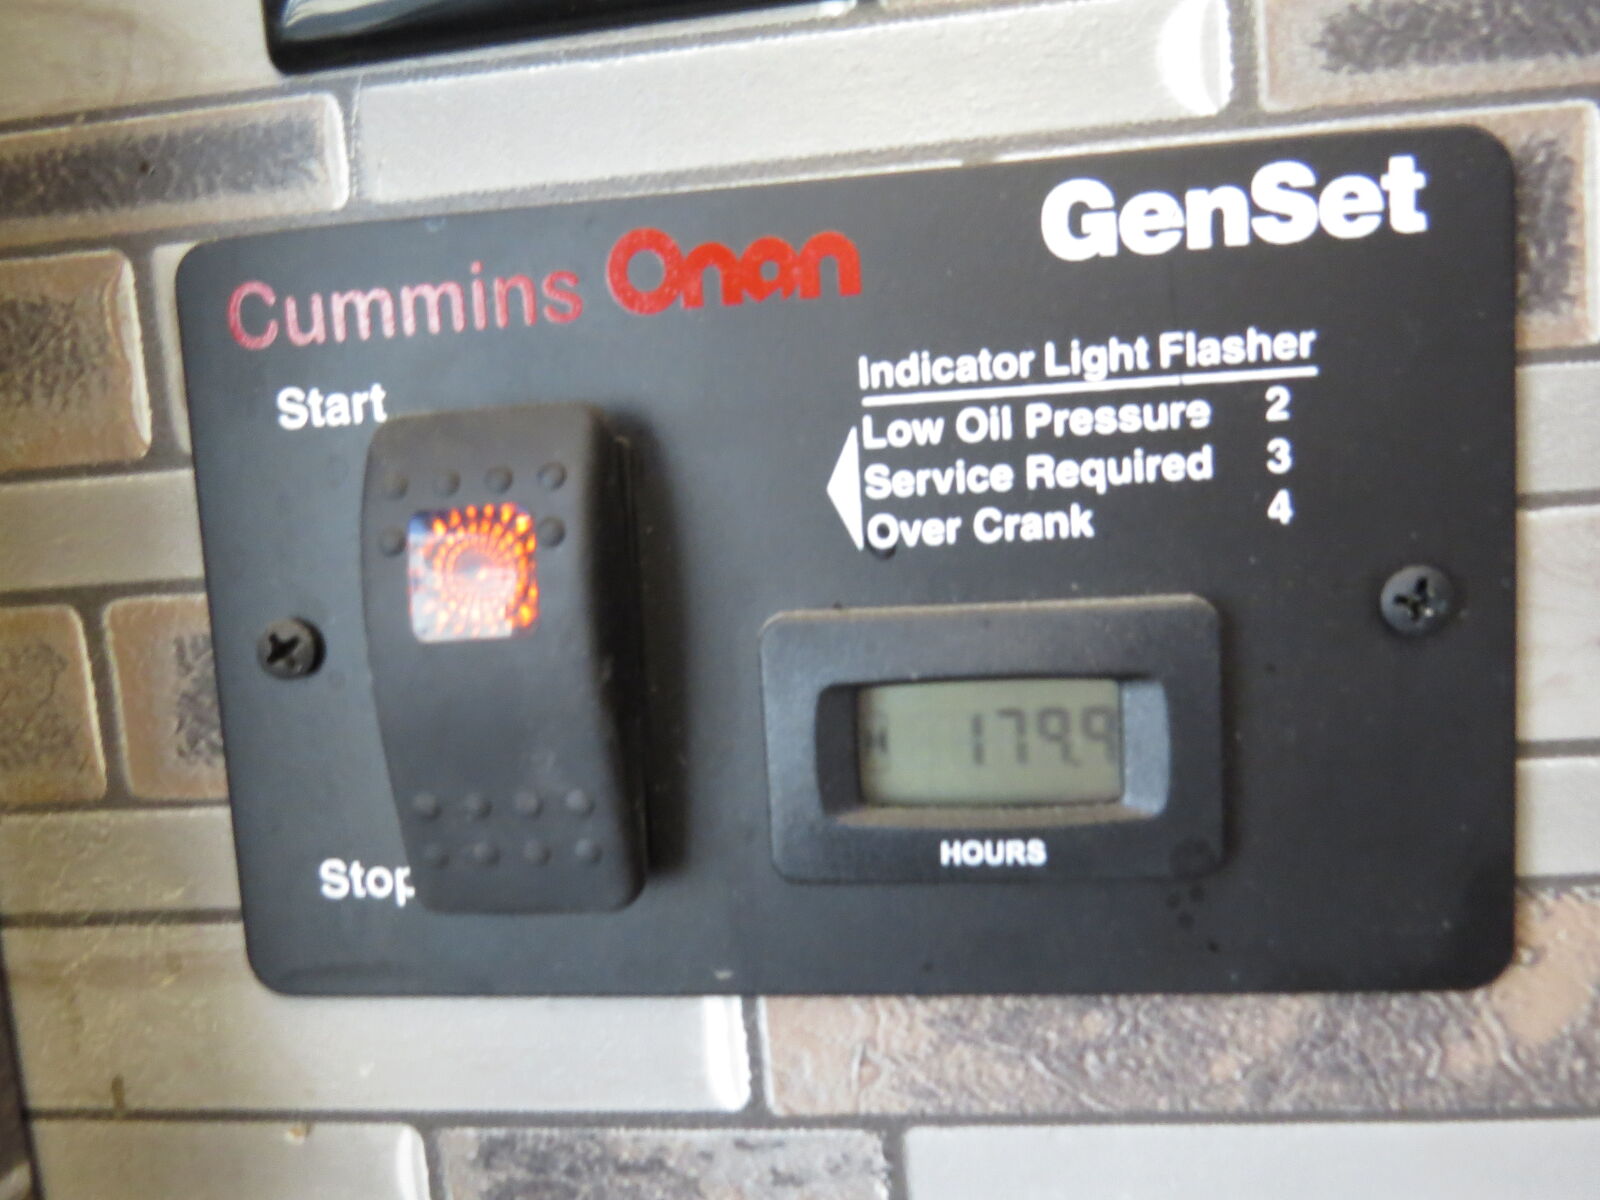 Cummins Onan
GenSet
Start
Indicator Light Flasher
Low Oil Pressure 2
Service Required 3
Over Crank 4
179.9
HOURS
Stop